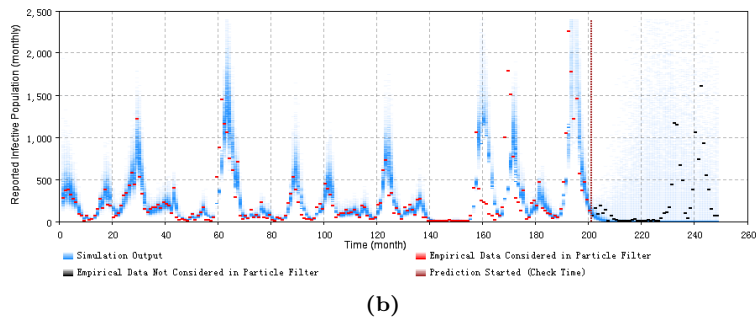 2,500
2,000
1,500
1,000
500
0
Reported Infective Population (monthly)
0 20 40 60 80 100 120 140 160 180 200 220 240 260
Time (month)
Simulation Output
Empirical Data Considered in Particle Filter
Empirical Data Not Considered in Particle Filter
Prediction Started (Check Time)
(b)